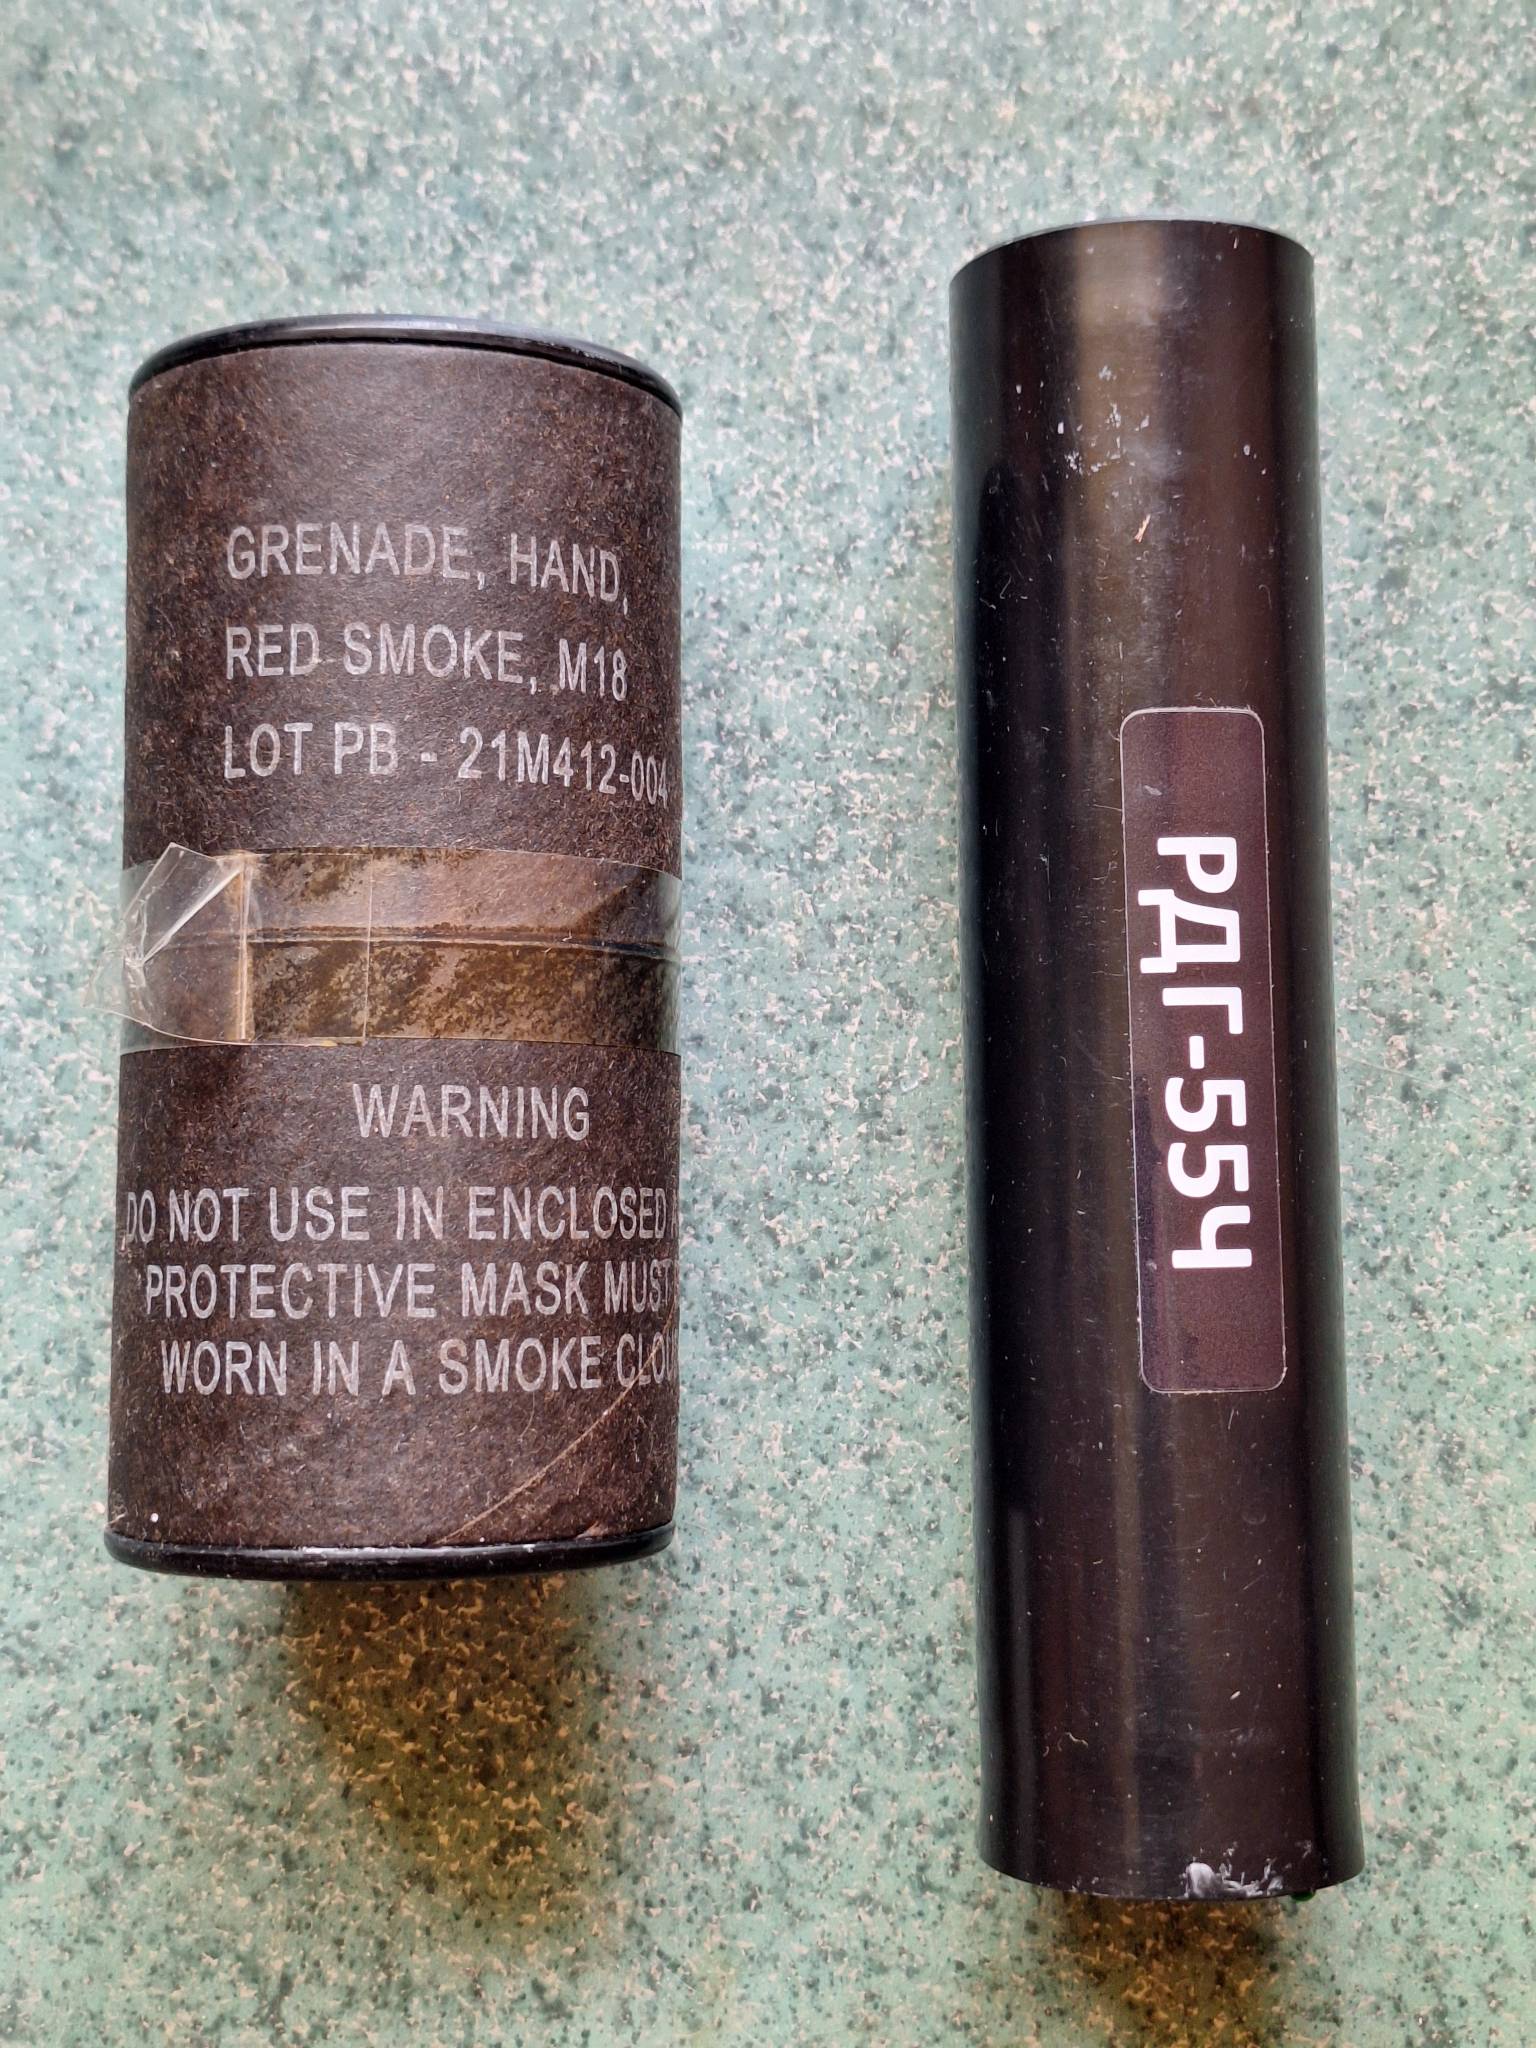 GRENADE, HAND,
RED SMOKE, M18
LOT PB - 21M412-004
WARNING
DO NOT USE IN ENCLOSED
PROTECTIVE MASK MUST
WORN IN A SMOKE CLOU
РДГ-55Ч